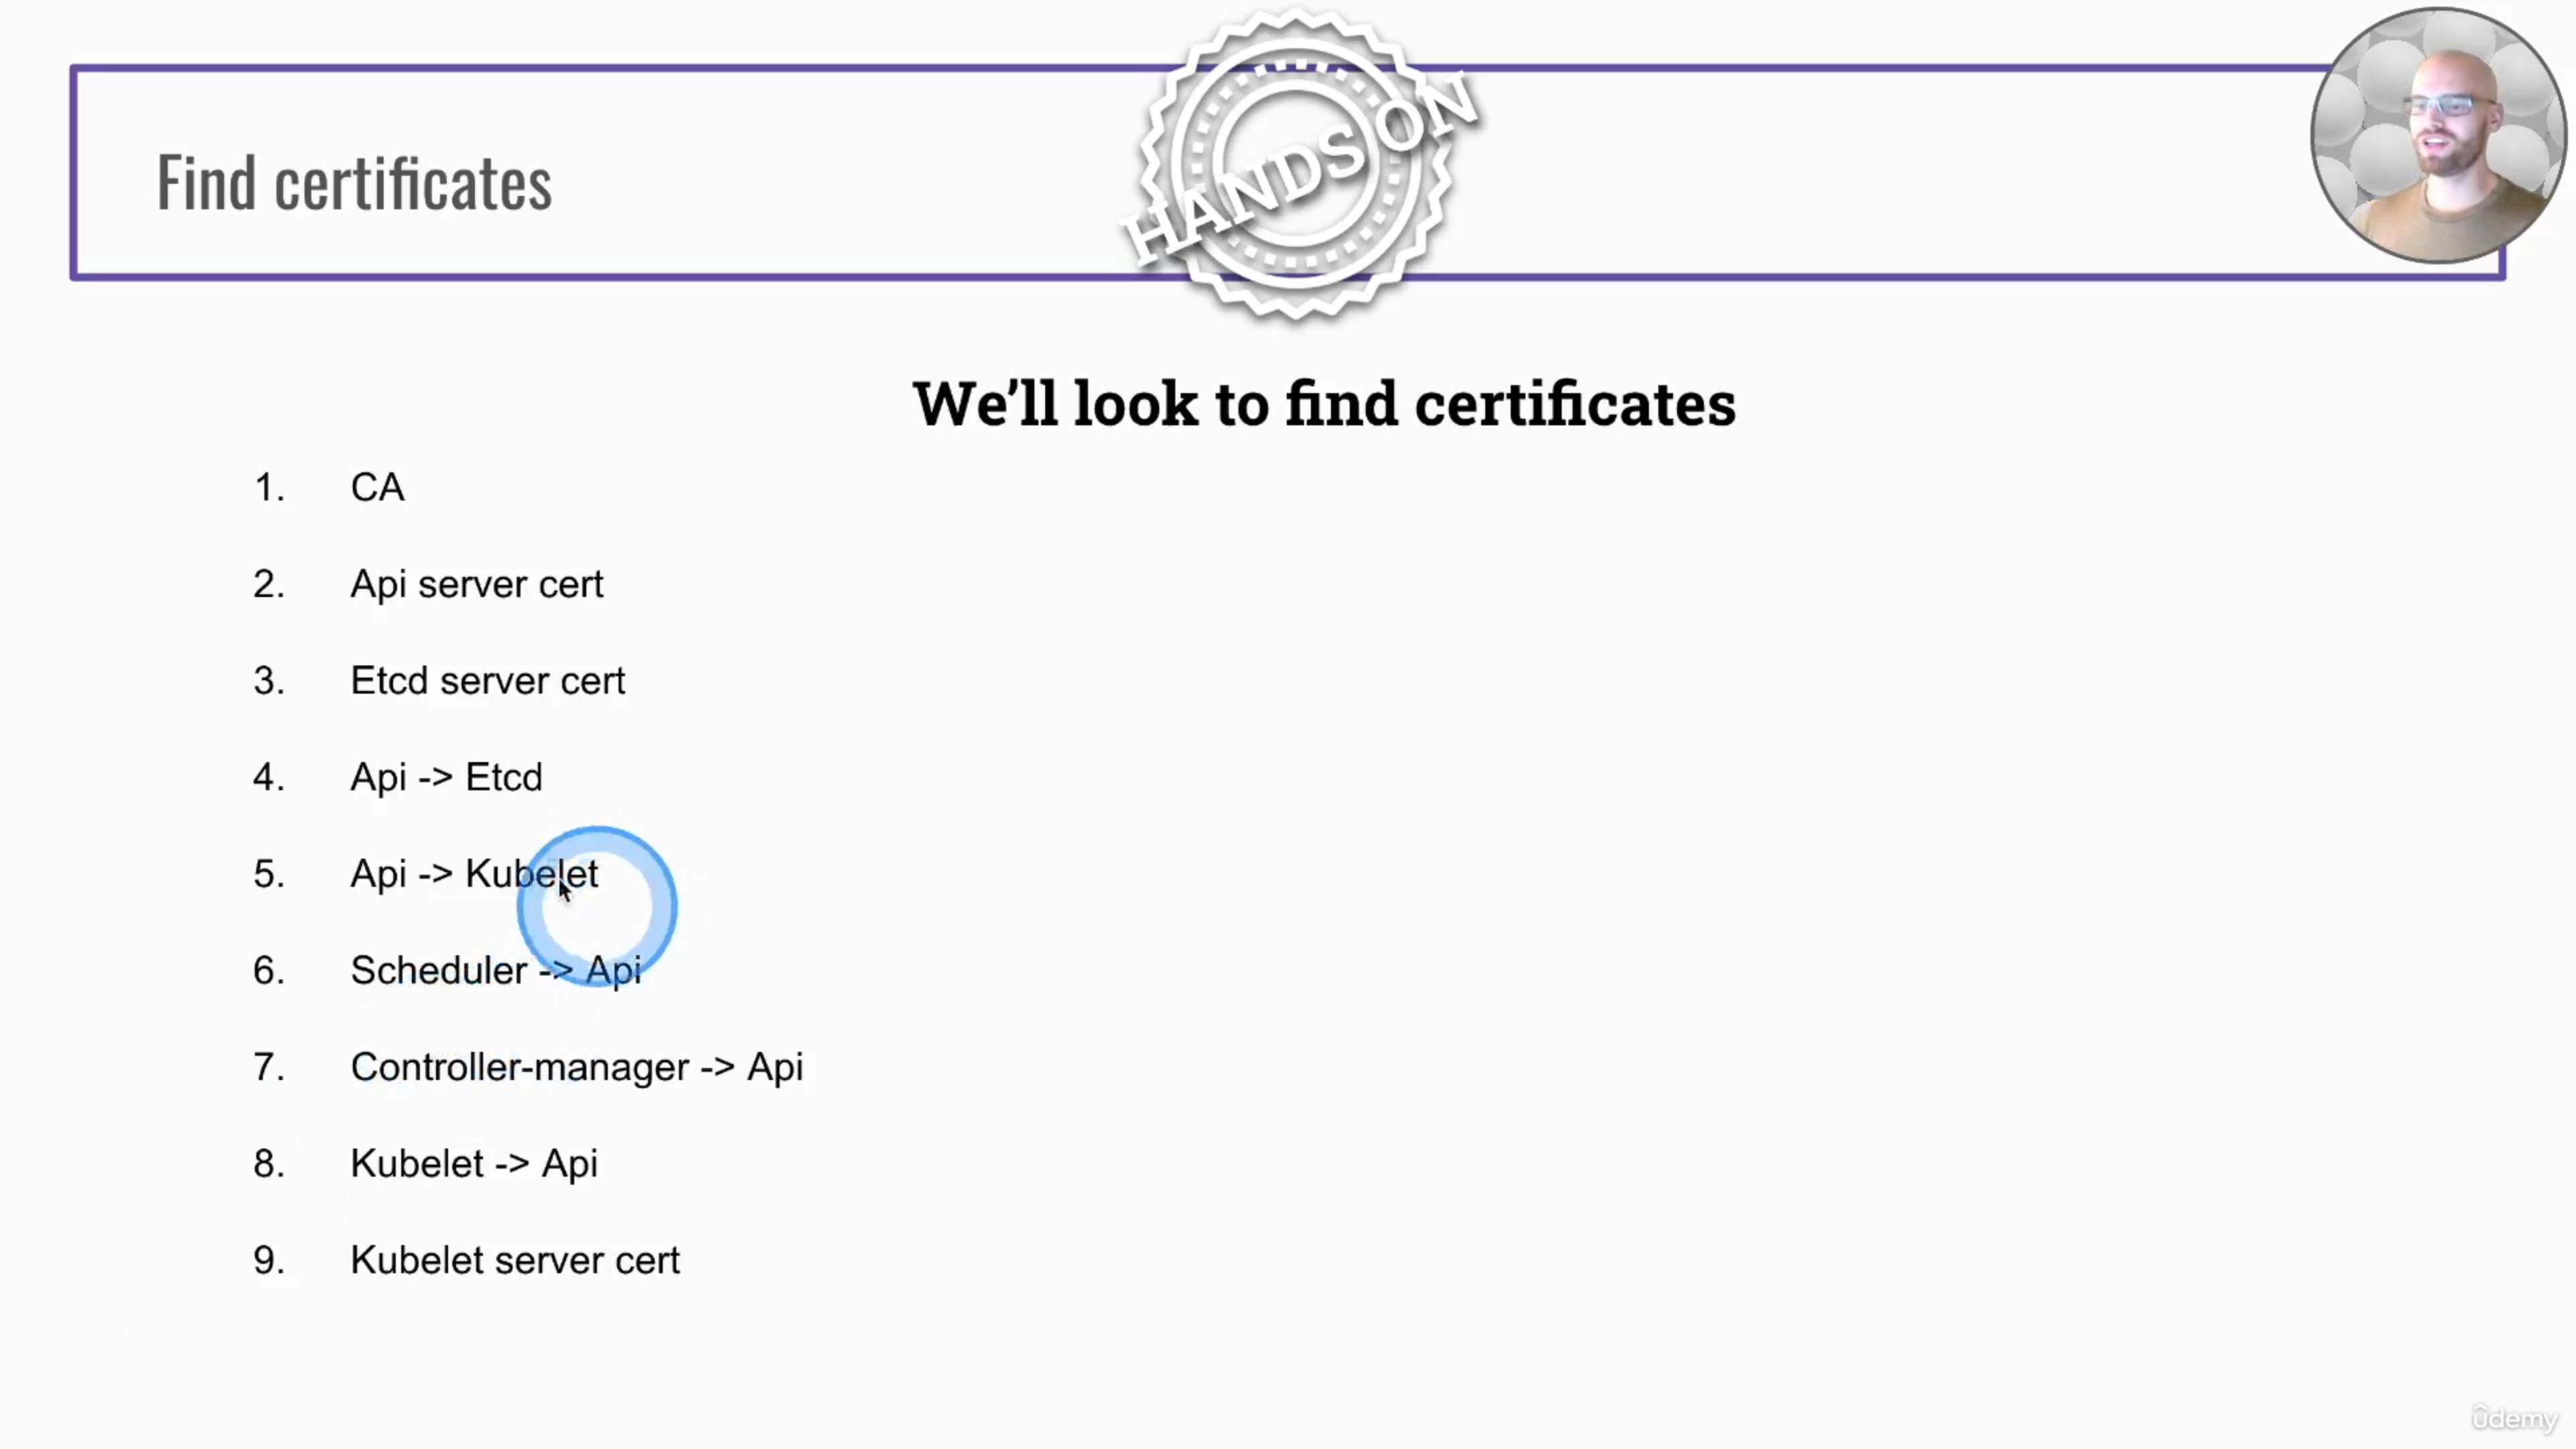 HANDS ON
Find certificates
We'll look to find certificates
1. CA
2. Api server cert
3. Etcd server cert
4. Api -> Etcd
5. Api -> Kubelet
6. Scheduler -> Api
7. Controller-manager -> Api
8. Kubelet -> Api
9. Kubelet server cert
ûdemy